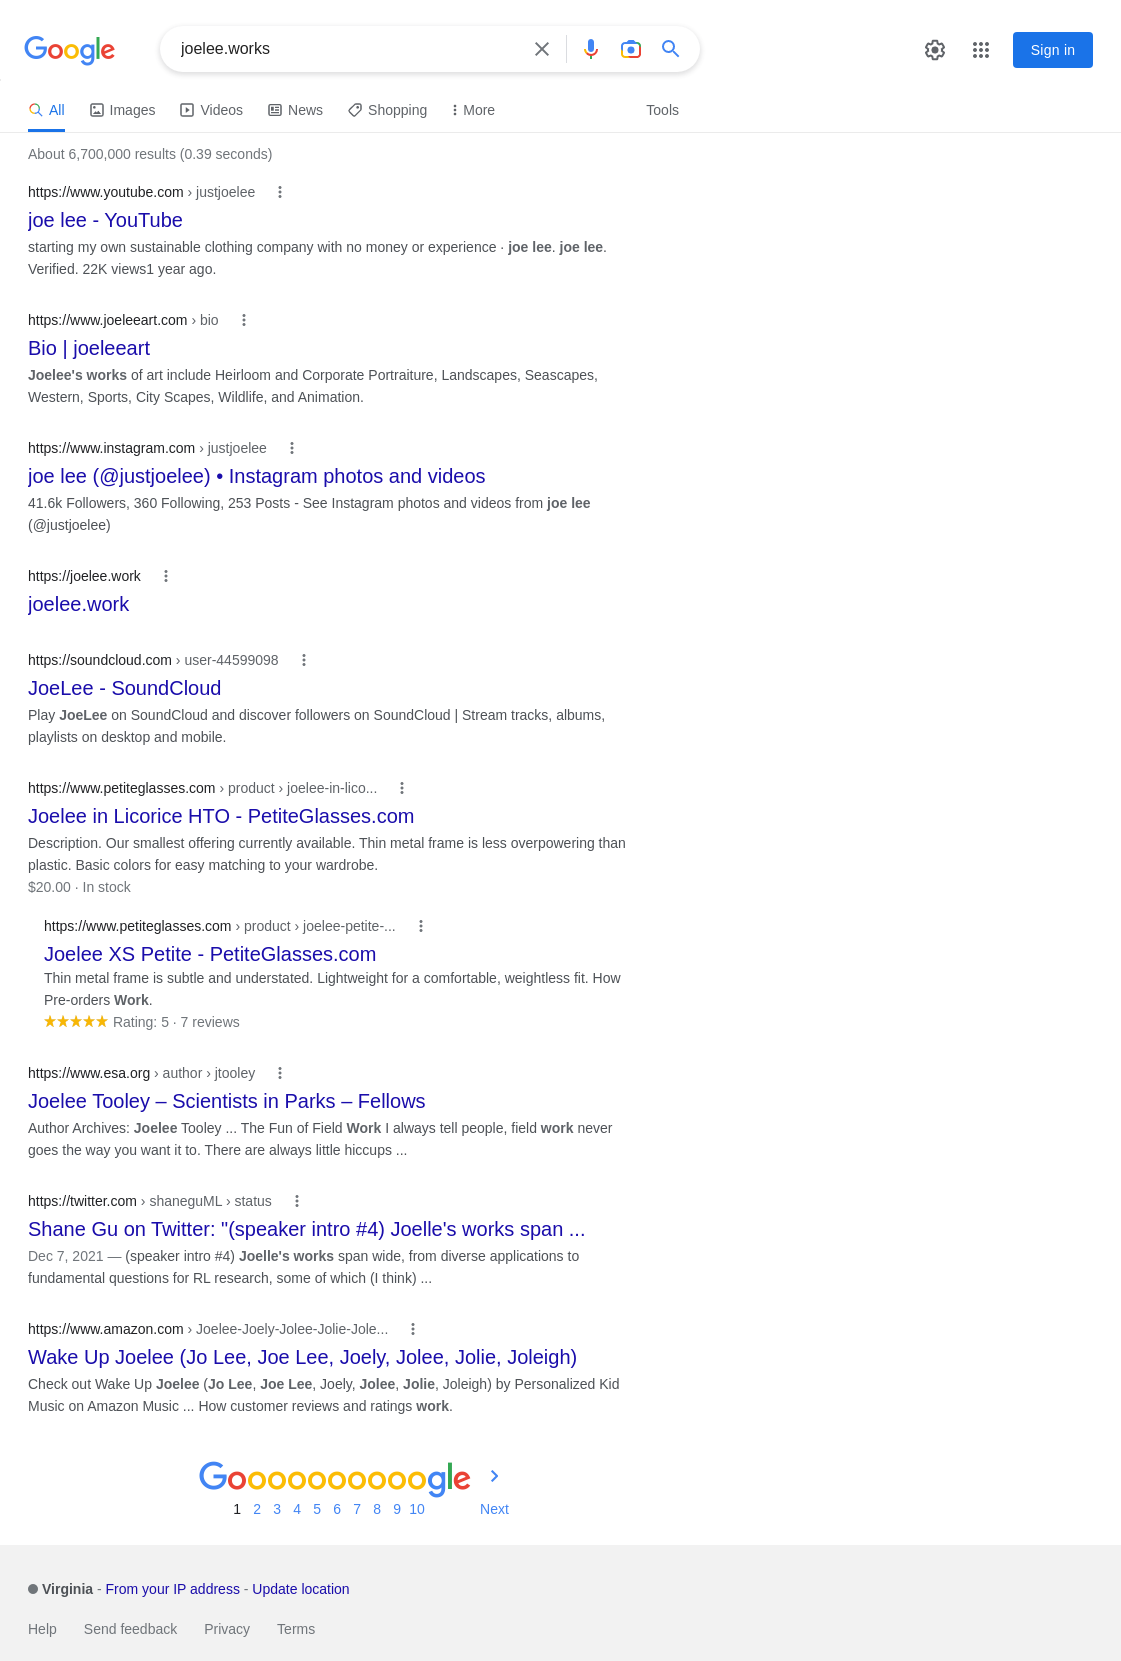 Google
joelee.works
Sign in
All Images Videos News Shopping More Tools
About 6,700,000 results (0.39 seconds)
https://www.youtube.com › justjoelee
joe lee - YouTube
starting my own sustainable clothing company with no money or experience · joe lee. joe lee.
Verified. 22K views1 year ago.
https://www.joeleeart.com › bio
Bio | joeleeart
Joelee's works of art include Heirloom and Corporate Portraiture, Landscapes, Seascapes,
Western, Sports, City Scapes, Wildlife, and Animation.
https://www.instagram.com › justjoelee
joe lee (@justjoelee) • Instagram photos and videos
41.6k Followers, 360 Following, 253 Posts - See Instagram photos and videos from joe lee
(@justjoelee)
https://joelee.work
joelee.work
https://soundcloud.com › user-44599098
JoeLee - SoundCloud
Play JoeLee on SoundCloud and discover followers on SoundCloud | Stream tracks, albums,
playlists on desktop and mobile.
https://www.petiteglasses.com › product › joelee-in-lico...
Joelee in Licorice HTO - PetiteGlasses.com
Description. Our smallest offering currently available. Thin metal frame is less overpowering than
plastic. Basic colors for easy matching to your wardrobe.
$20.00 · In stock
https://www.petiteglasses.com › product › joelee-petite-...
Joelee XS Petite - PetiteGlasses.com
Thin metal frame is subtle and understated. Lightweight for a comfortable, weightless fit. How
Pre-orders Work.
Rating: 5 · 7 reviews
https://www.esa.org › author › jtooley
Joelee Tooley – Scientists in Parks – Fellows
Author Archives: Joelee Tooley ... The Fun of Field Work I always tell people, field work never
goes the way you want it to. There are always little hiccups ...
https://twitter.com › shaneguML › status
Shane Gu on Twitter: "(speaker intro #4) Joelle's works span ...
Dec 7, 2021 — (speaker intro #4) Joelle's works span wide, from diverse applications to
fundamental questions for RL research, some of which (I think) ...
https://www.amazon.com › Joelee-Joely-Jolee-Jolie-Jole...
Wake Up Joelee (Jo Lee, Joe Lee, Joely, Jolee, Jolie, Joleigh)
Check out Wake Up Joelee (Jo Lee, Joe Lee, Joely, Jolee, Jolie, Joleigh) by Personalized Kid
Music on Amazon Music ... How customer reviews and ratings work.
Goooooooooogle
1 2 3 4 5 6 7 8 9 10 Next
Virginia - From your IP address - Update location
Help Send feedback Privacy Terms